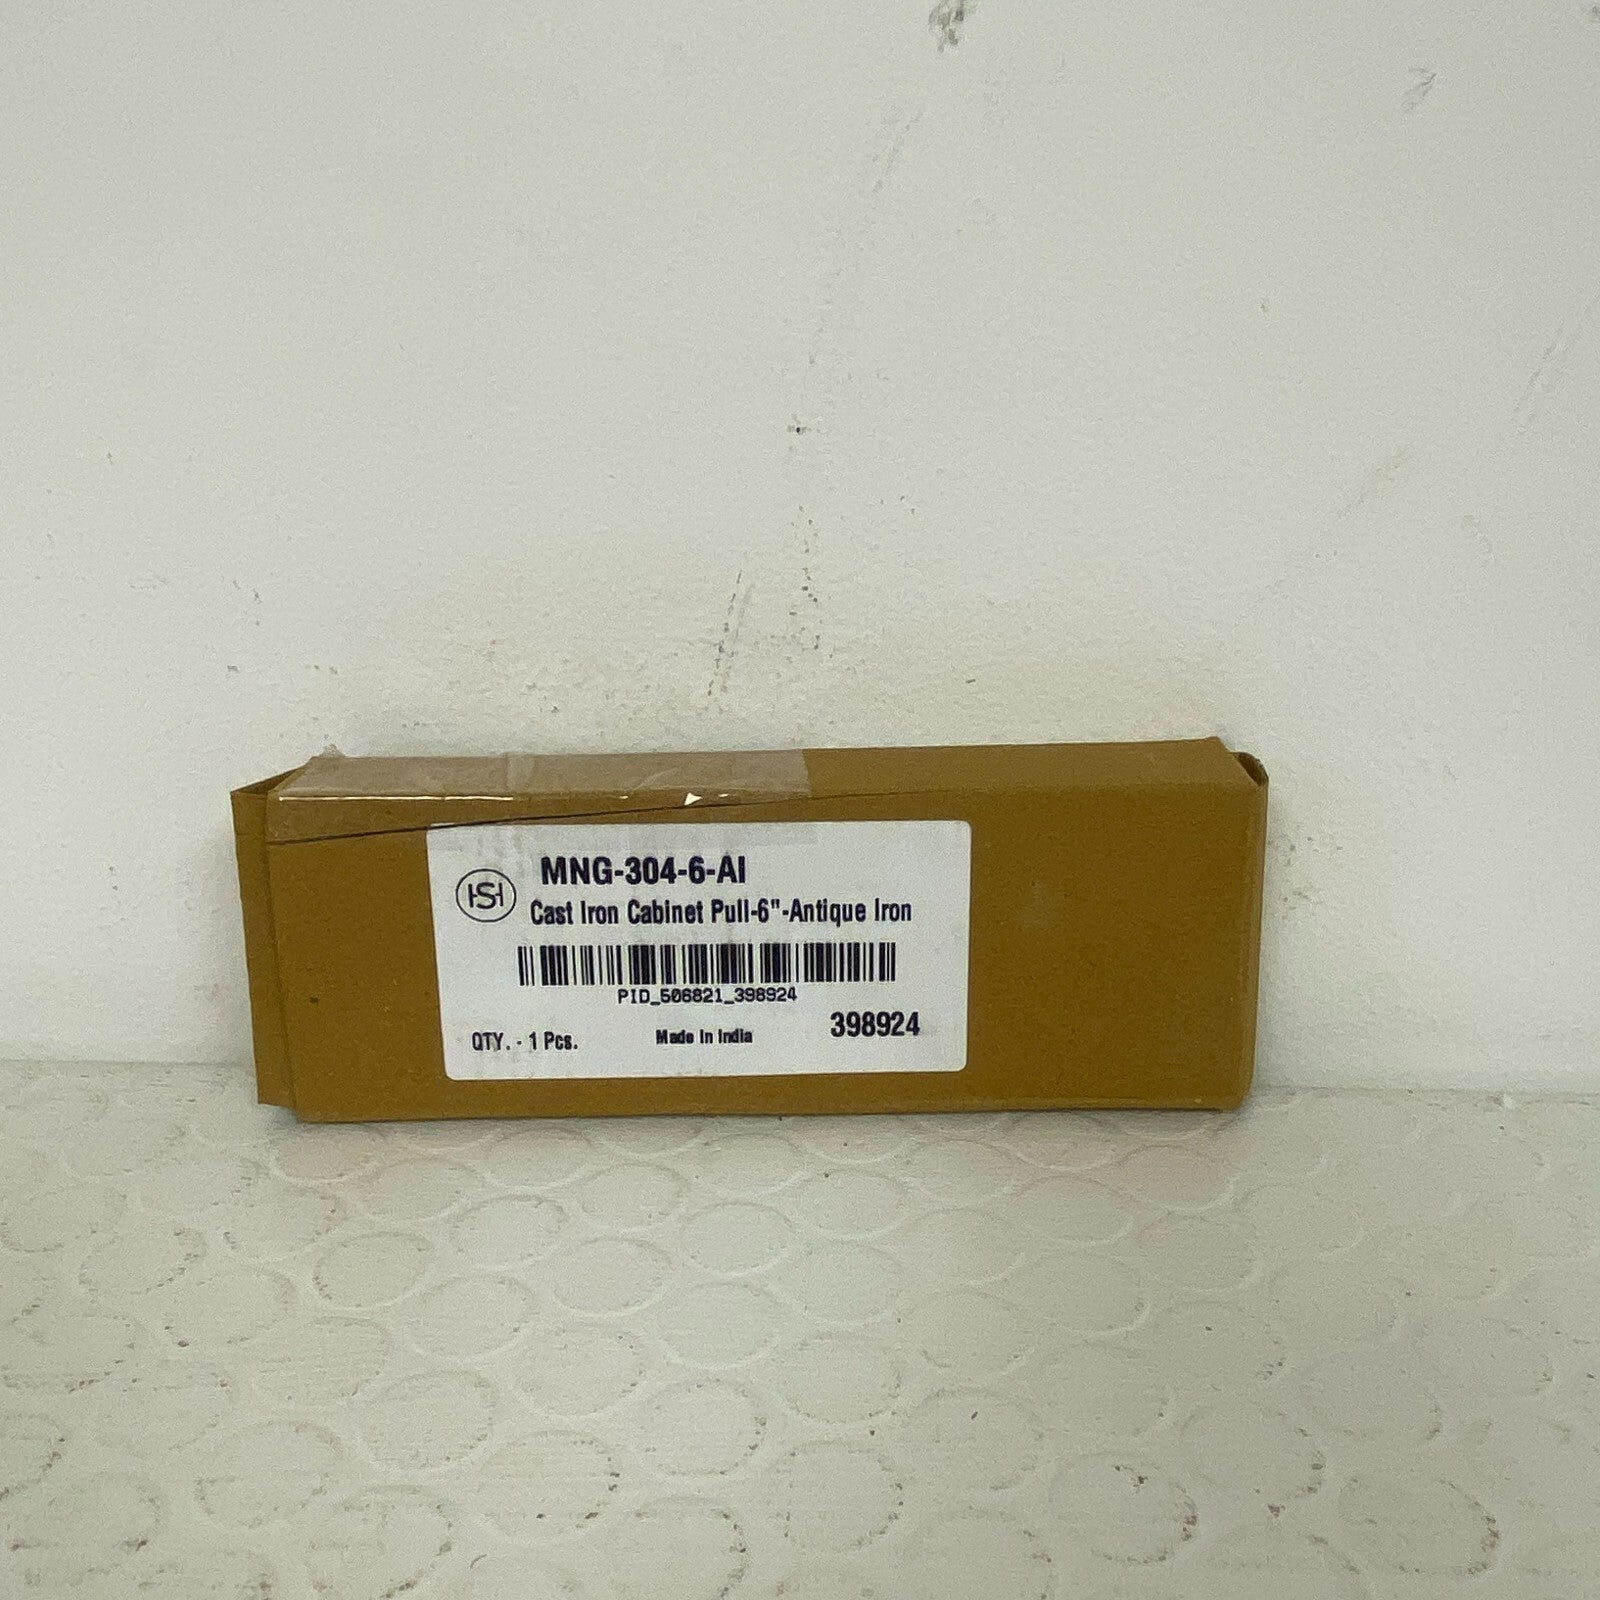 MNG-304-6-AI
HSH
Cast Iron Cabinet Pull-6"-Antique Iron
PID_506821_398924
QTY. - 1 Pcs. Made In India 398924